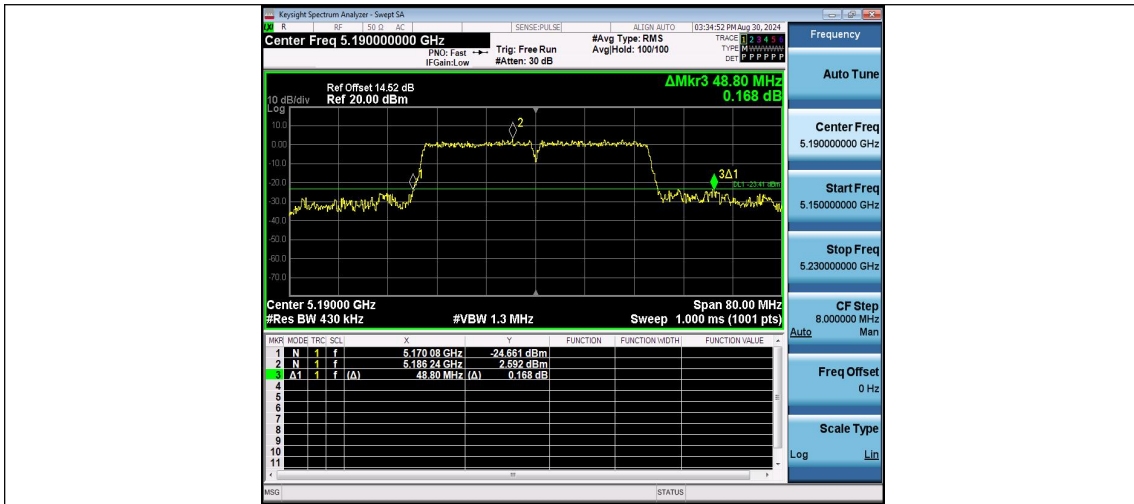 Keysight Spectrum Analyzer - Swept SA
R RF 50 Ω AC SENSE:PULSE ALIGN AUTO 03:34:52 PM Aug 30, 2024
Center Freq 5.190000000 GHz
PNO: Fast
IFGain:Low
Trig: Free Run
#Atten: 30 dB
#Avg Type: RMS
Avg|Hold: 100/100
TRACE 1 2 3 4 5 6
TYPE M W W W W W
DET P P P P P P
ΔMkr3 48.80 MHz
0.168 dB
Ref Offset 14.52 dB
10 dB/div Ref 20.00 dBm
Log
10.0
0.00
-10.0
-20.0
-30.0
-40.0
-50.0
-60.0
-70.0
2
3Δ1
DL1 -23.41 dBm
Center 5.19000 GHz Span 80.00 MHz
#Res BW 430 kHz #VBW 1.3 MHz Sweep 1.000 ms (1001 pts)
MKR MODE TRC SCL X Y FUNCTION FUNCTION WIDTH FUNCTION VALUE
1 N 1 f 5.170 08 GHz -24.661 dBm
2 N 1 f 5.186 24 GHz 2.592 dBm
3 Δ1 1 f (Δ) 48.80 MHz (Δ) 0.168 dB
4
5
6
7
8
9
10
11
MSG STATUS
Frequency
Auto Tune
Center Freq
5.190000000 GHz
Start Freq
5.150000000 GHz
Stop Freq
5.230000000 GHz
CF Step
8.000000 MHz
Auto Man
Freq Offset
0 Hz
Scale Type
Log Lin